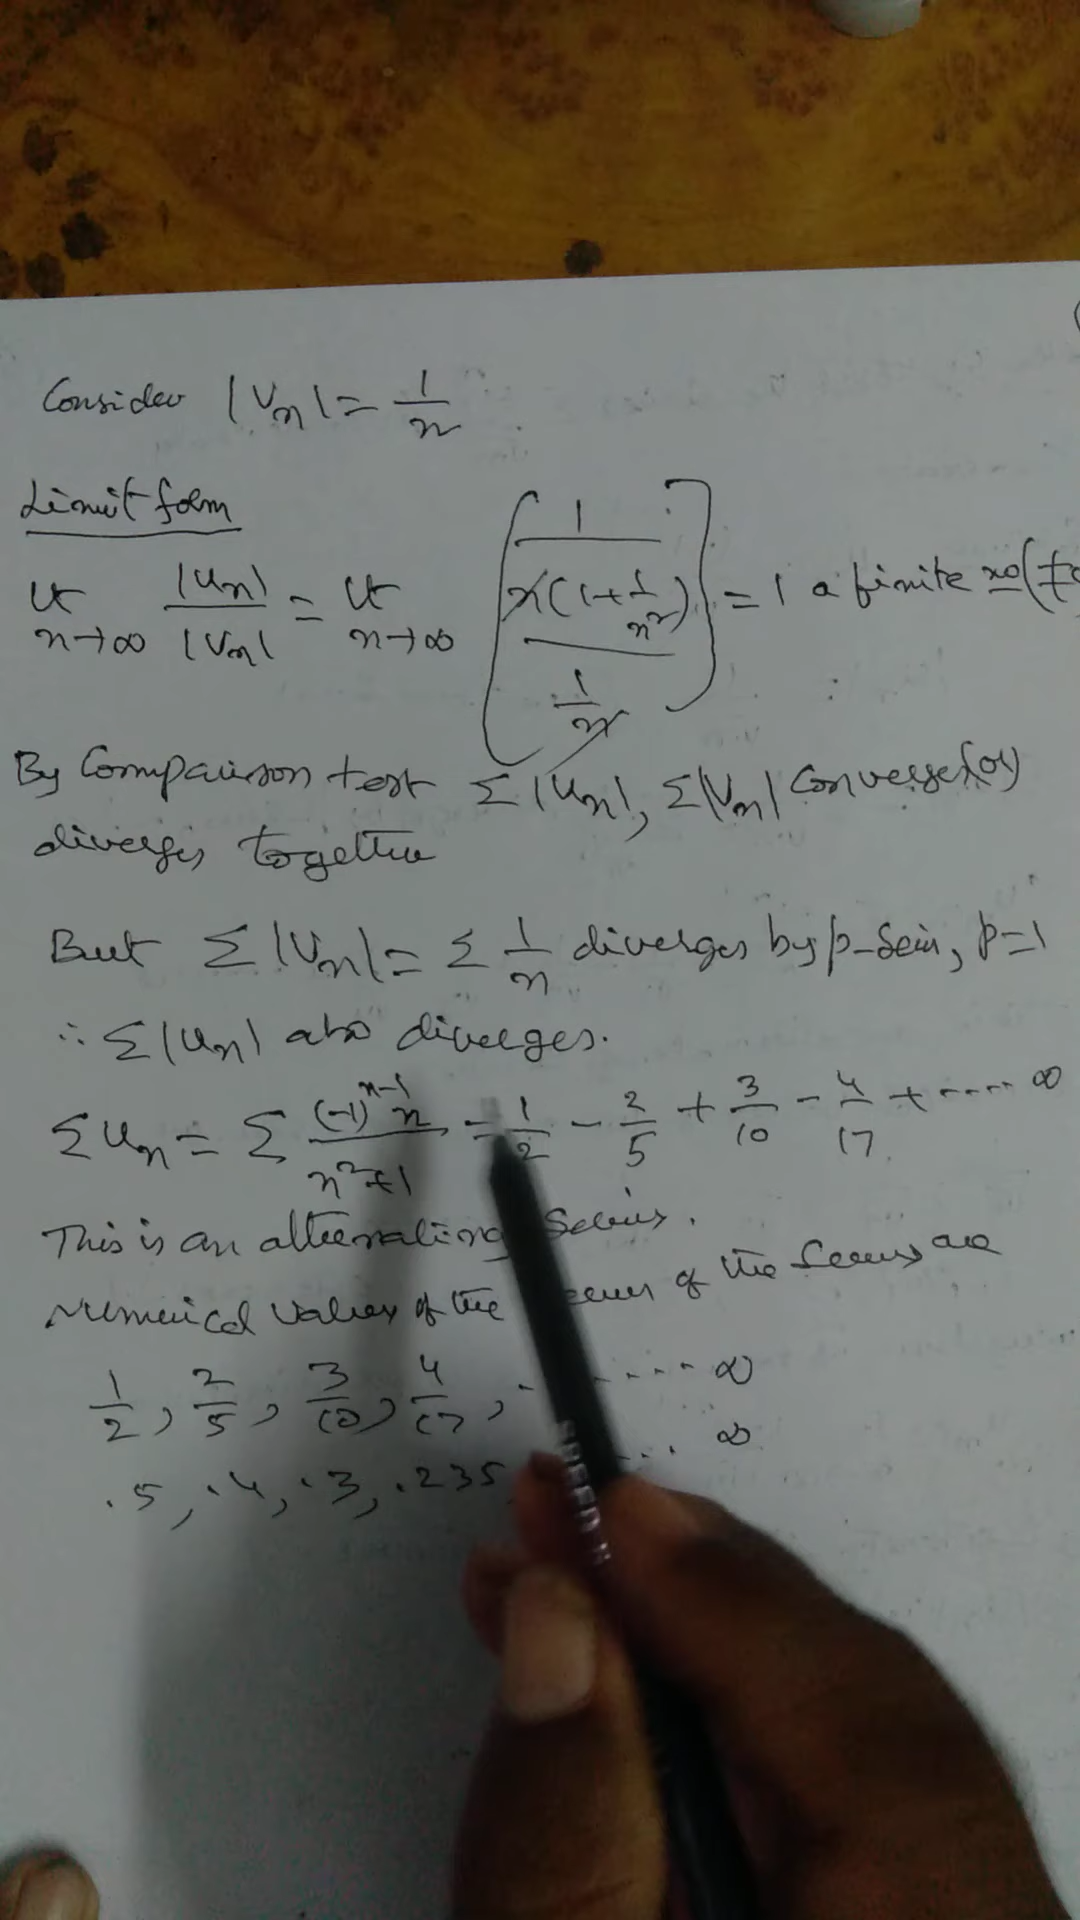 Consider |Vn| = 1/n
Limit form
Lt n→∞ |Un|/|Vn| = Lt n→∞ [ (1/(n(1+1/n²))) / (1/n) ] = 1 a finite no (≠0
By Comparison test Σ|Un|, Σ|Vn| Converges (or)
diverges together
But Σ|Vn| = Σ 1/n diverges by p-series, p=1
∴ Σ|Un| also diverges.
ΣUn = Σ (-1)^(n-1) n/(n²+1) = 1/2 - 2/5 + 3/10 - 4/17 + ---- ∞
This is an alternating Series.
Numerical values of the of the series are
1/2, 2/5, 3/10, 4/17, ------ ∞
.5, .4, .3, .235 ... ∞
SPEEDX